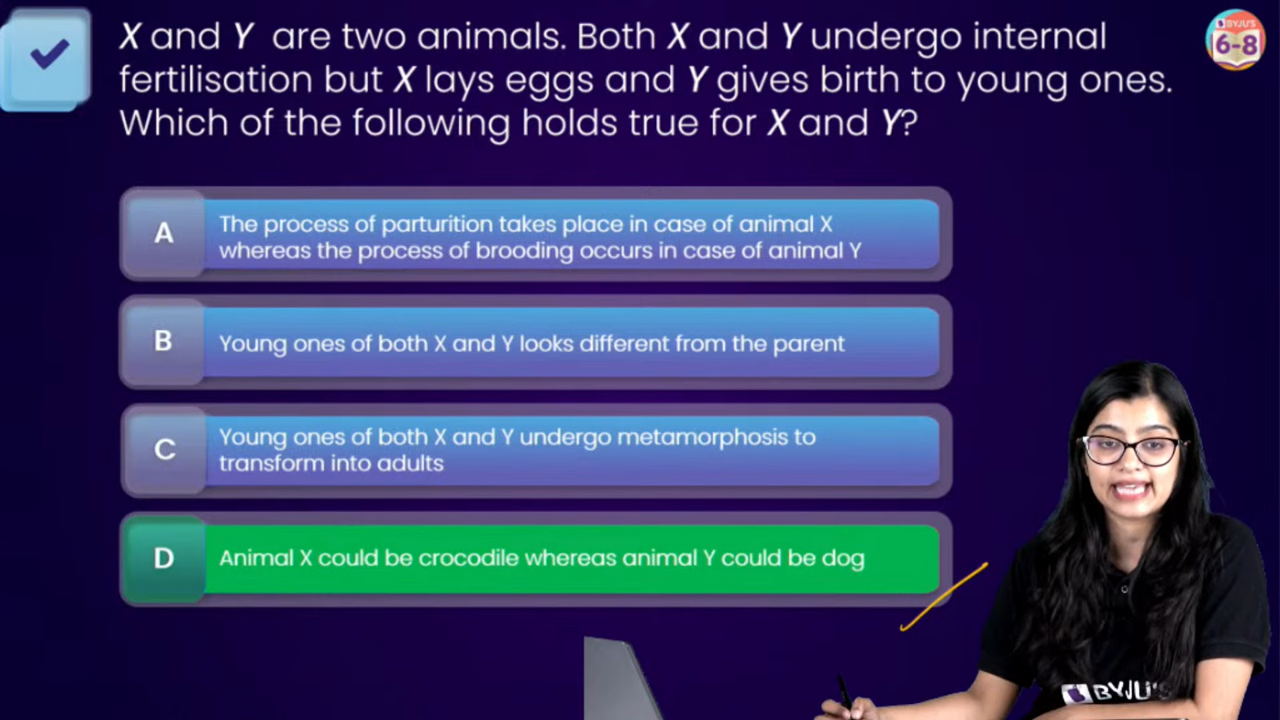 X and Y are two animals. Both X and Y undergo internal
fertilisation but X lays eggs and Y gives birth to young ones.
Which of the following holds true for X and Y?
BYJU'S
6-8
A
The process of parturition takes place in case of animal X
whereas the process of brooding occurs in case of animal Y
B
Young ones of both X and Y looks different from the parent
C
Young ones of both X and Y undergo metamorphosis to
transform into adults
D
Animal X could be crocodile whereas animal Y could be dog
BYJU'S